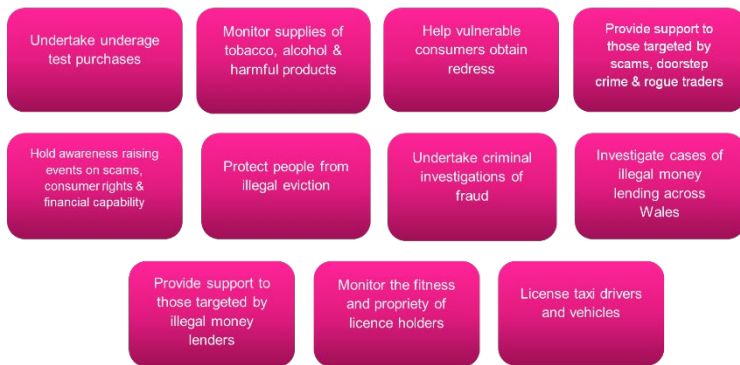 Undertake underage
test purchases
Monitor supplies of
tobacco, alcohol &
harmful products
Help vulnerable
consumers obtain
redress
Provide support to
those targeted by
scams, doorstep
crime & rogue traders
Hold awareness raising
events on scams,
consumer rights &
financial capability
Protect people from
illegal eviction
Undertake criminal
investigations of
fraud
Investigate cases of
illegal money
lending across
Wales
Provide support to
those targeted by
illegal money
lenders
Monitor the fitness
and propriety of
licence holders
License taxi drivers
and vehicles